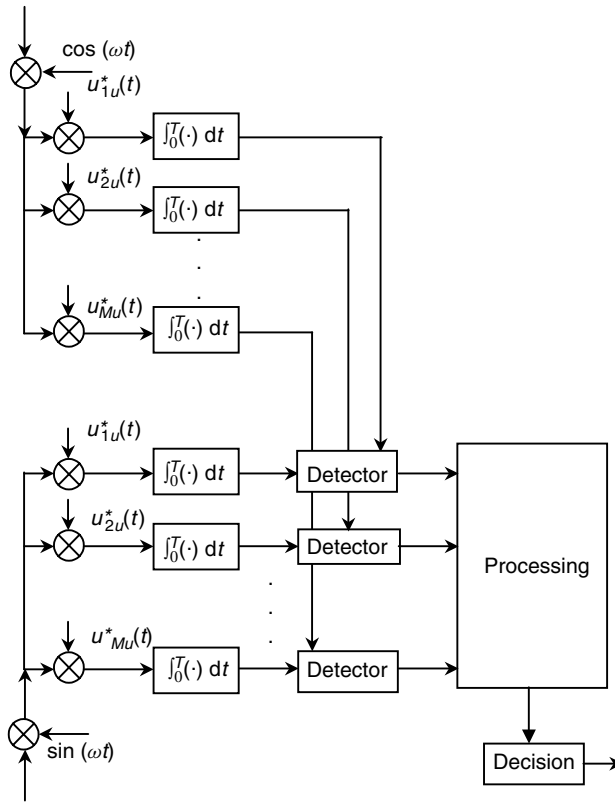 cos (ωt)
u*1u(t)
∫0T(·) dt
u*2u(t)
∫0T(·) dt
. . .
u*Mu(t)
∫0T(·) dt
u*1u(t)
∫0T(·) dt
Detector
u*2u(t)
∫0T(·) dt
Detector
Processing
. . .
u*Mu(t)
∫0T(·) dt
Detector
sin (ωt)
Decision